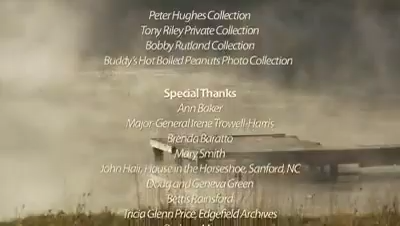 Peter Hughes Collection
Tony Riley Private Collection
Bobby Rutland Collection
Buddy's Hot Boiled Peanuts Photo Collection
Special Thanks
Ann Baker
Major-General Irene Trowell-Harris
Brenda Baratto
Marg Smith
John Hair, House in the Horseshoe, Sanford, NC
Doug and Geneva Green
Bettis Rainsford
Tricia Glenn Price, Edgefield Archives